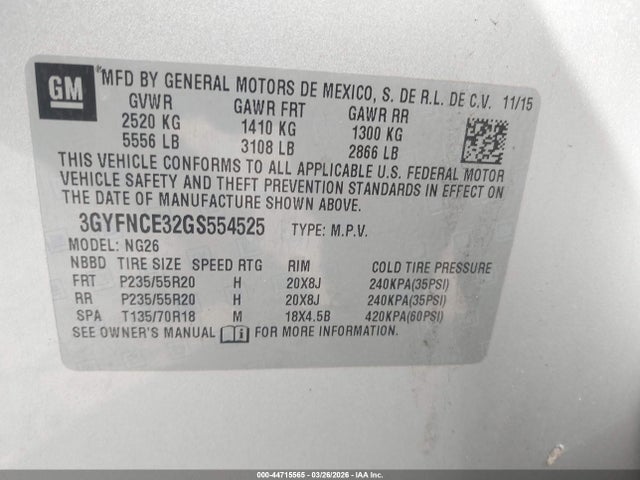 GM
MFD BY GENERAL MOTORS DE MEXICO, S. DE R.L. DE C.V. 11/15
GVWR GAWR FRT GAWR RR
2520 KG 1410 KG 1300 KG
5556 LB 3108 LB 2866 LB
THIS VEHICLE CONFORMS TO ALL APPLICABLE U.S. FEDERAL MOTOR
VEHICLE SAFETY AND THEFT PREVENTION STANDARDS IN EFFECT ON
THE DATE OF MANUFACTURE SHOWN ABOVE.
3GYFNCE32GS554525 TYPE: M.P.V.
MODEL: NG26
NBBD TIRE SIZE SPEED RTG RIM COLD TIRE PRESSURE
FRT P235/55R20 H 20X8J 240KPA(35PSI)
RR P235/55R20 H 20X8J 240KPA(35PSI)
SPA T135/70R18 M 18X4.5B 420KPA(60PSI)
SEE OWNER'S MANUAL FOR MORE INFORMATION.
000-44715565 | 03/26/2026 | IAA Inc.